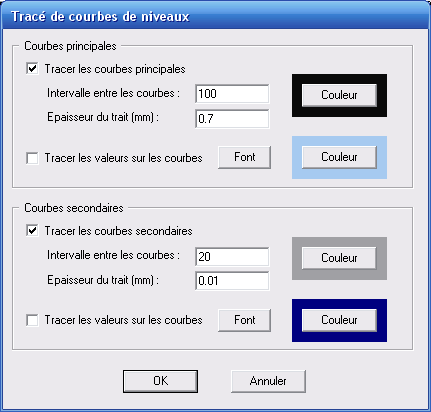 Tracé de courbes de niveaux
Courbes principales
Tracer les courbes principales
Intervalle entre les courbes : 100 Couleur
Epaisseur du trait (mm) : 0.7
Tracer les valeurs sur les courbes Font Couleur
Courbes secondaires
Tracer les courbes secondaires
Intervalle entre les courbes : 20 Couleur
Epaisseur du trait (mm) : 0.01
Tracer les valeurs sur les courbes Font Couleur
OK Annuler